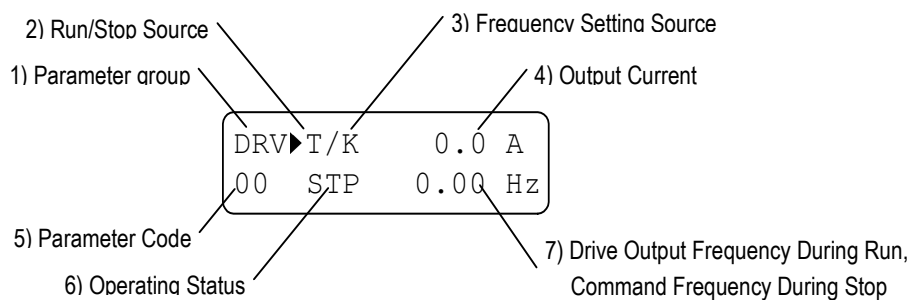 2) Run/Stop Source
3) Frequency Setting Source
1) Parameter group
4) Output Current
DRV▶T/K 0.0 A
00 STP 0.00 Hz
5) Parameter Code
7) Drive Output Frequency During Run,
6) Operating Status
Command Frequency During Stop